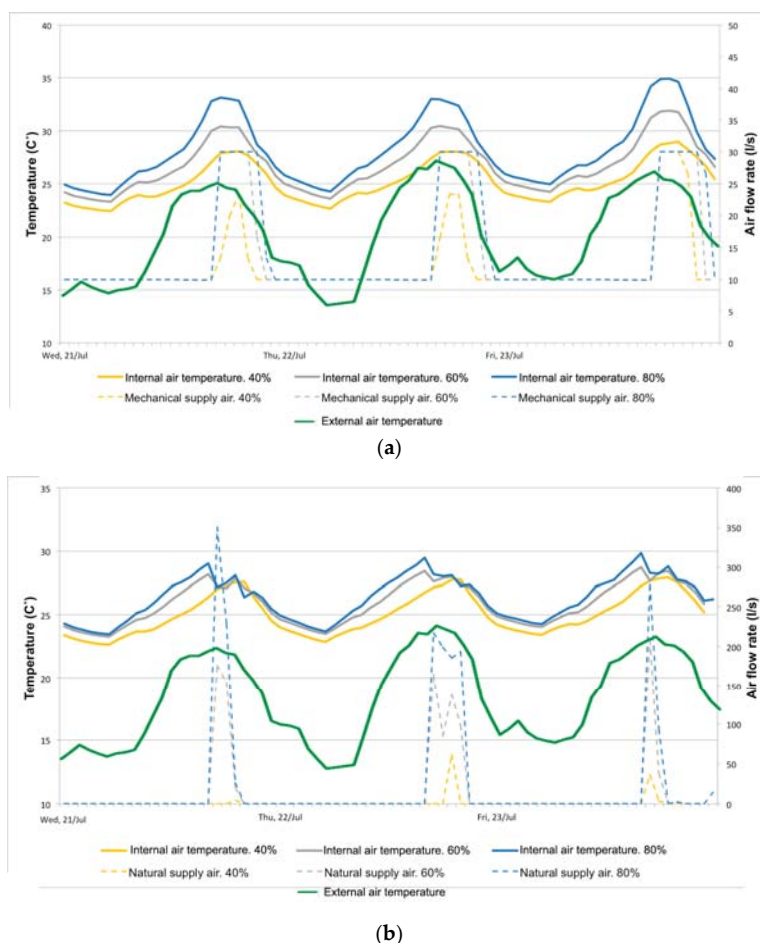 40
35
30
25
20
15
10
Temperature (C°)
50
45
40
35
30
25
20
15
10
5
0
Air flow rate (l/s)
Wed, 21/Jul
Thu, 22/Jul
Fri, 23/Jul
Internal air temperature. 40%
Internal air temperature. 60%
Internal air temperature. 80%
Mechanical supply air. 40%
Mechanical supply air. 60%
Mechanical supply air. 80%
External air temperature
(a)
35
30
25
20
15
10
Temperature (C°)
400
350
300
250
200
150
100
50
0
Air flow rate (l/s)
Wed, 21/Jul
Thu, 22/Jul
Fri, 23/Jul
Internal air temperature. 40%
Internal air temperature. 60%
Internal air temperature. 80%
Natural supply air. 40%
Natural supply air. 60%
Natural supply air. 80%
External air temperature
(b)